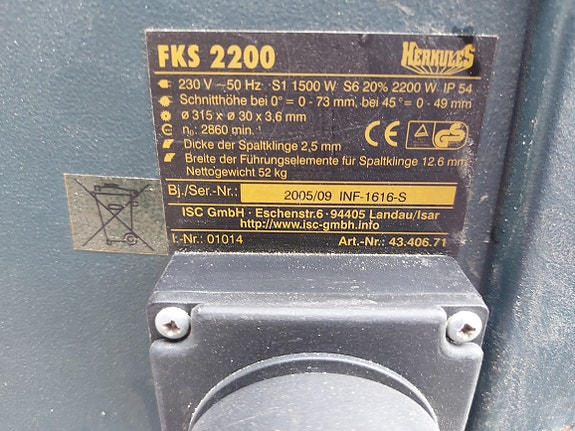 FKS 2200
HERKULES
230 V ~50 Hz S1 1500 W S6 20% 2200 W IP 54
Schnitthöhe bei 0° = 0 - 73 mm, bei 45° = 0 - 49 mm
ø 315 x ø 30 x 3,6 mm
n₀: 2860 min.⁻¹
CE
GS
Dicke der Spaltklinge 2,5 mm
Breite der Führungselemente für Spaltklinge 12.6 mm
Nettogewicht 52 kg
Bj./Ser.-Nr.: 2005/09 INF-1616-S
ISC GmbH · Eschenstr.6 · 94405 Landau/Isar
http://www.isc-gmbh.info
I.-Nr.: 01014 Art.-Nr.: 43.406.71